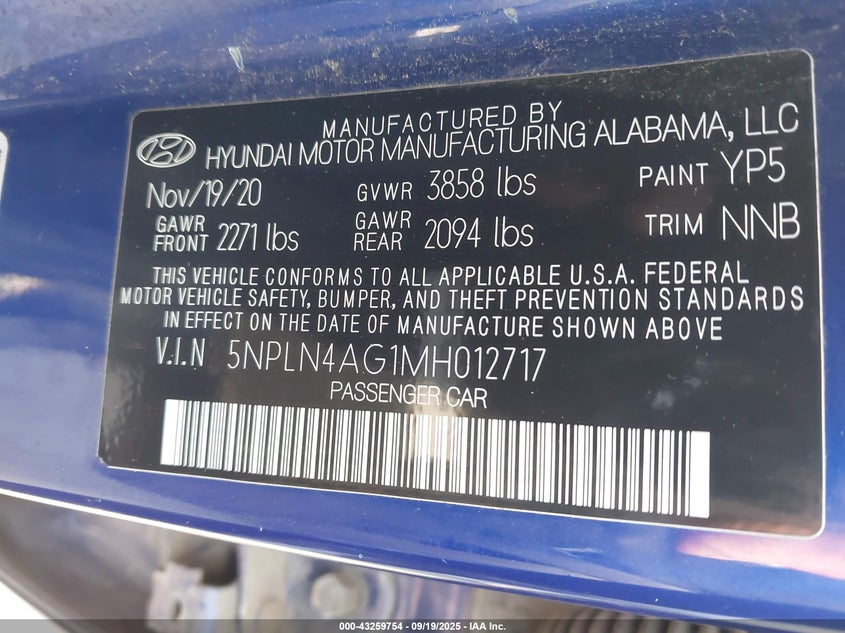 MANUFACTURED BY
HYUNDAI MOTOR MANUFACTURING ALABAMA, LLC
Nov/19/20 GVWR 3858 lbs PAINT YP5
GAWR FRONT 2271 lbs GAWR REAR 2094 lbs TRIM NNB
THIS VEHICLE CONFORMS TO ALL APPLICABLE U.S.A. FEDERAL
MOTOR VEHICLE SAFETY, BUMPER, AND THEFT PREVENTION STANDARDS
IN EFFECT ON THE DATE OF MANUFACTURE SHOWN ABOVE
V.I.N 5NPLN4AG1MH012717
PASSENGER CAR
000-43259754 - 09/19/2025 - IAA Inc.